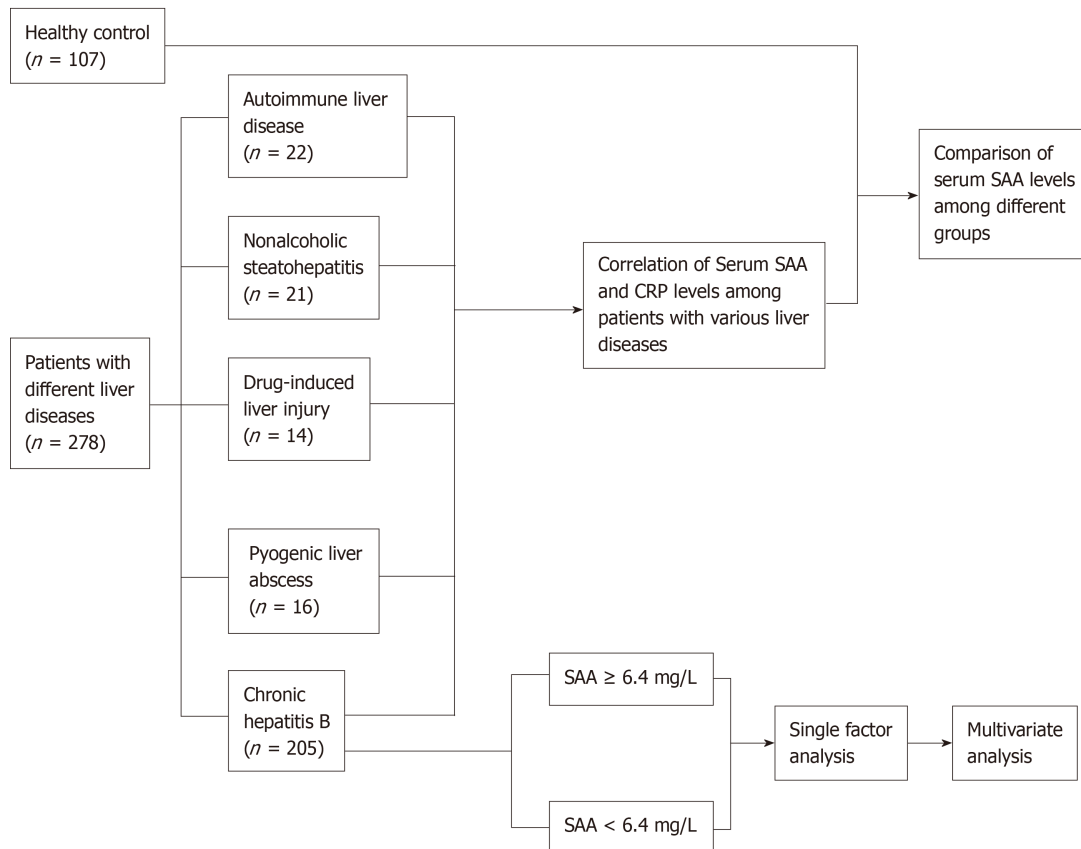 Healthy control
(n = 107)
Autoimmune liver
disease
(n = 22)
Nonalcoholic
steatohepatitis
(n = 21)
Patients with
different liver
diseases
(n = 278)
Drug-induced
liver injury
(n = 14)
Pyogenic liver
abscess
(n = 16)
Chronic
hepatitis B
(n = 205)
Correlation of Serum SAA
and CRP levels among
patients with various liver
diseases
Comparison of
serum SAA levels
among different
groups
SAA ≥ 6.4 mg/L
SAA < 6.4 mg/L
Single factor
analysis
Multivariate
analysis